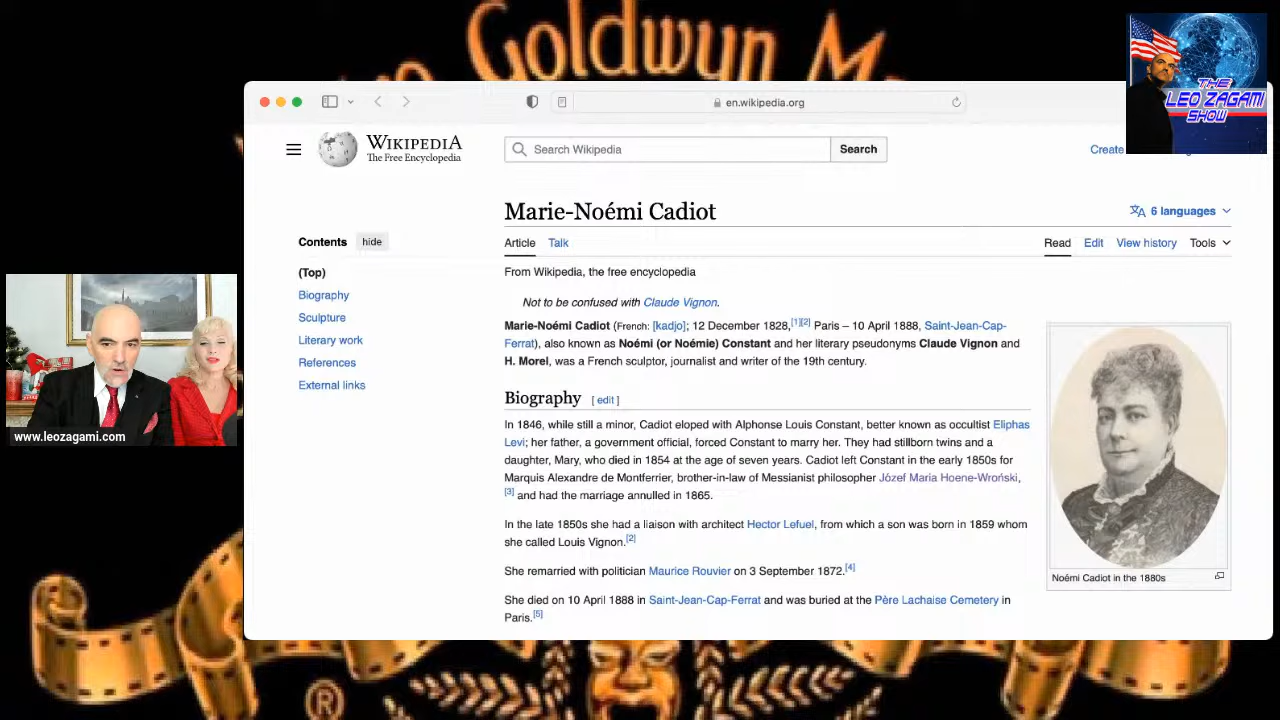 Goldwyn M
THE
LEO ZAGAMI
SHOW
en.wikipedia.org
WIKIPEDIA
The Free Encyclopedia
Search Wikipedia
Search
Create
Marie-Noémi Cadiot
6 languages
Contents hide
Article Talk
Read Edit View history Tools
(Top)
Biography
Sculpture
Literary work
References
External links
From Wikipedia, the free encyclopedia
Not to be confused with Claude Vignon.
Marie-Noémi Cadiot (French: [kadjo]; 12 December 1828,[1][2] Paris – 10 April 1888, Saint-Jean-Cap-
Ferrat), also known as Noémi (or Noémie) Constant and her literary pseudonyms Claude Vignon and
H. Morel, was a French sculptor, journalist and writer of the 19th century.
Biography [ edit ]
In 1846, while still a minor, Cadiot eloped with Alphonse Louis Constant, better known as occultist Eliphas
Levi; her father, a government official, forced Constant to marry her. They had stillborn twins and a
daughter, Mary, who died in 1854 at the age of seven years. Cadiot left Constant in the early 1850s for
Marquis Alexandre de Montferrier, brother-in-law of Messianist philosopher Józef Maria Hoene-Wroński,
[3] and had the marriage annulled in 1865.
In the late 1850s she had a liaison with architect Hector Lefuel, from which a son was born in 1859 whom
she called Louis Vignon.[2]
She remarried with politician Maurice Rouvier on 3 September 1872.[4]
She died on 10 April 1888 in Saint-Jean-Cap-Ferrat and was buried at the Père Lachaise Cemetery in
Paris.[5]
Noémi Cadiot in the 1880s
www.leozagami.com
®